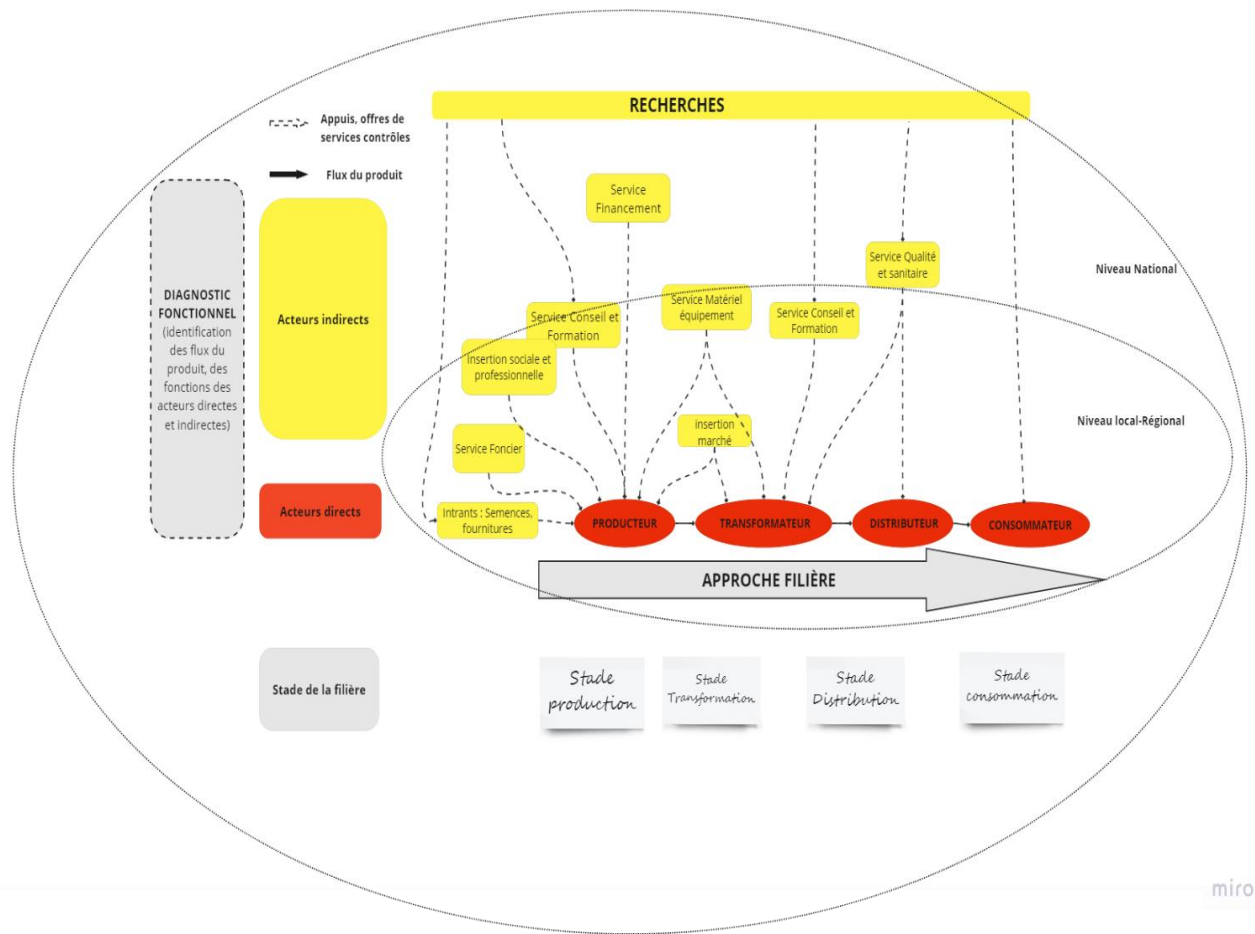 RECHERCHES
Appuis, offres de
services contrôles
Flux du produit
Service
Financement
Service Qualité
et sanitaire
Niveau National
DIAGNOSTIC
FONCTIONNEL
(identification
des flux du
produit, des
fonctions des
acteurs directes
et indirectes)
Acteurs indirects
Service Matériel
équipement
Service Conseil et
Formation
Service Conseil et
Formation
Insertion sociale et
professionnelle
Niveau local-Régional
insertion
marché
Service Foncier
Acteurs directs
Intrants : Semences,
fournitures
PRODUCTEUR
TRANSFORMATEUR
DISTRIBUTEUR
CONSOMMATEUR
APPROCHE FILIÈRE
Stade de la filière
Stade
production
Stade
Transformation
Stade
Distribution
Stade
consommation
miro